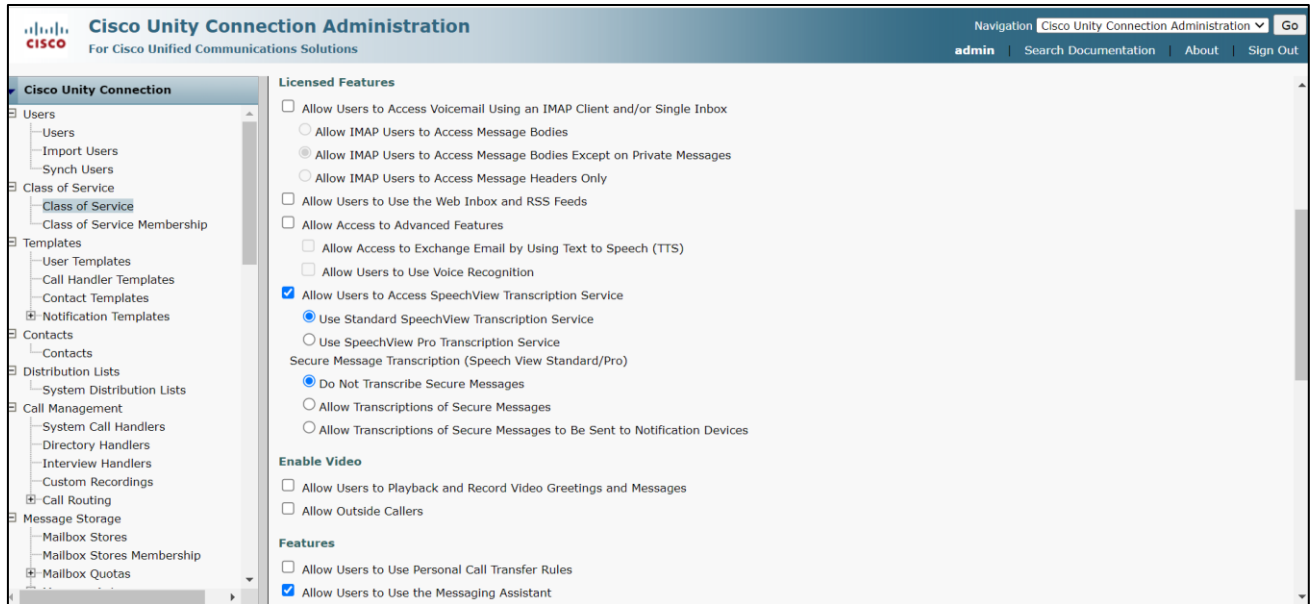 CISCO
Cisco Unity Connection Administration
For Cisco Unified Communications Solutions
Navigation Cisco Unity Connection Administration Go
admin Search Documentation About Sign Out
Cisco Unity Connection
Users
Users
Import Users
Synch Users
Class of Service
Class of Service
Class of Service Membership
Templates
User Templates
Call Handler Templates
Contact Templates
Notification Templates
Contacts
Contacts
Distribution Lists
System Distribution Lists
Call Management
System Call Handlers
Directory Handlers
Interview Handlers
Custom Recordings
Call Routing
Message Storage
Mailbox Stores
Mailbox Stores Membership
Mailbox Quotas
Licensed Features
Allow Users to Access Voicemail Using an IMAP Client and/or Single Inbox
Allow IMAP Users to Access Message Bodies
Allow IMAP Users to Access Message Bodies Except on Private Messages
Allow IMAP Users to Access Message Headers Only
Allow Users to Use the Web Inbox and RSS Feeds
Allow Access to Advanced Features
Allow Access to Exchange Email by Using Text to Speech (TTS)
Allow Users to Use Voice Recognition
Allow Users to Access SpeechView Transcription Service
Use Standard SpeechView Transcription Service
Use SpeechView Pro Transcription Service
Secure Message Transcription (Speech View Standard/Pro)
Do Not Transcribe Secure Messages
Allow Transcriptions of Secure Messages
Allow Transcriptions of Secure Messages to Be Sent to Notification Devices
Enable Video
Allow Users to Playback and Record Video Greetings and Messages
Allow Outside Callers
Features
Allow Users to Use Personal Call Transfer Rules
Allow Users to Use the Messaging Assistant